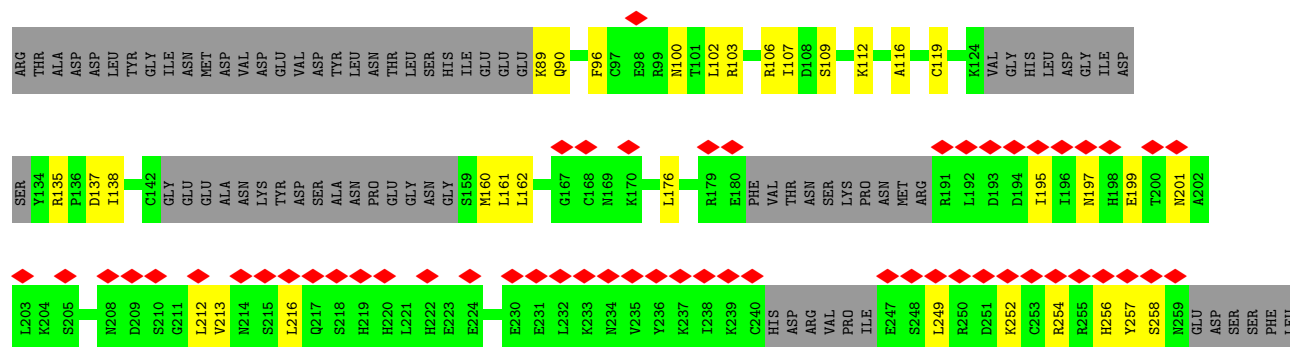 ARG THR ALA ASP ASP LEU TYR GLY ILE ASN MET ASP VAL ASP GLU VAL ASP TYR LEU ASN THR LEU SER HIS ILE GLU GLU GLU K89 Q90 F96 C97 E98 R99 N100 T101 L102 R103 R106 I107 D108 S109 K112 A116 C119 K124 VAL GLY HIS LEU ASP GLY ILE ASP
SER Y134 R135 P136 D137 I138 C142 GLY GLU GLU ALA ASN LYS TYR ASP SER ALA ASN PRO GLU GLY ASN GLY S159 M160 L161 L162 G167 C168 N169 K170 L176 R179 E180 PHE VAL THR ASN SER LYS PRO ASN MET ARG R191 L192 D193 D194 I195 I196 N197 H198 E199 T200 N201 A202
L203 K204 S205 N208 D209 S210 G211 L212 V213 N214 S215 L216 Q217 S218 H219 H220 L221 H222 E223 E224 E230 E231 L232 K233 N234 V235 Y236 K237 I238 K239 C240 HIS ASP ARG VAL PRO ILE E247 S248 L249 R250 D251 K252 C253 R254 R255 H256 Y257 S258 N259 GLU ASP SER SER PHE LEU